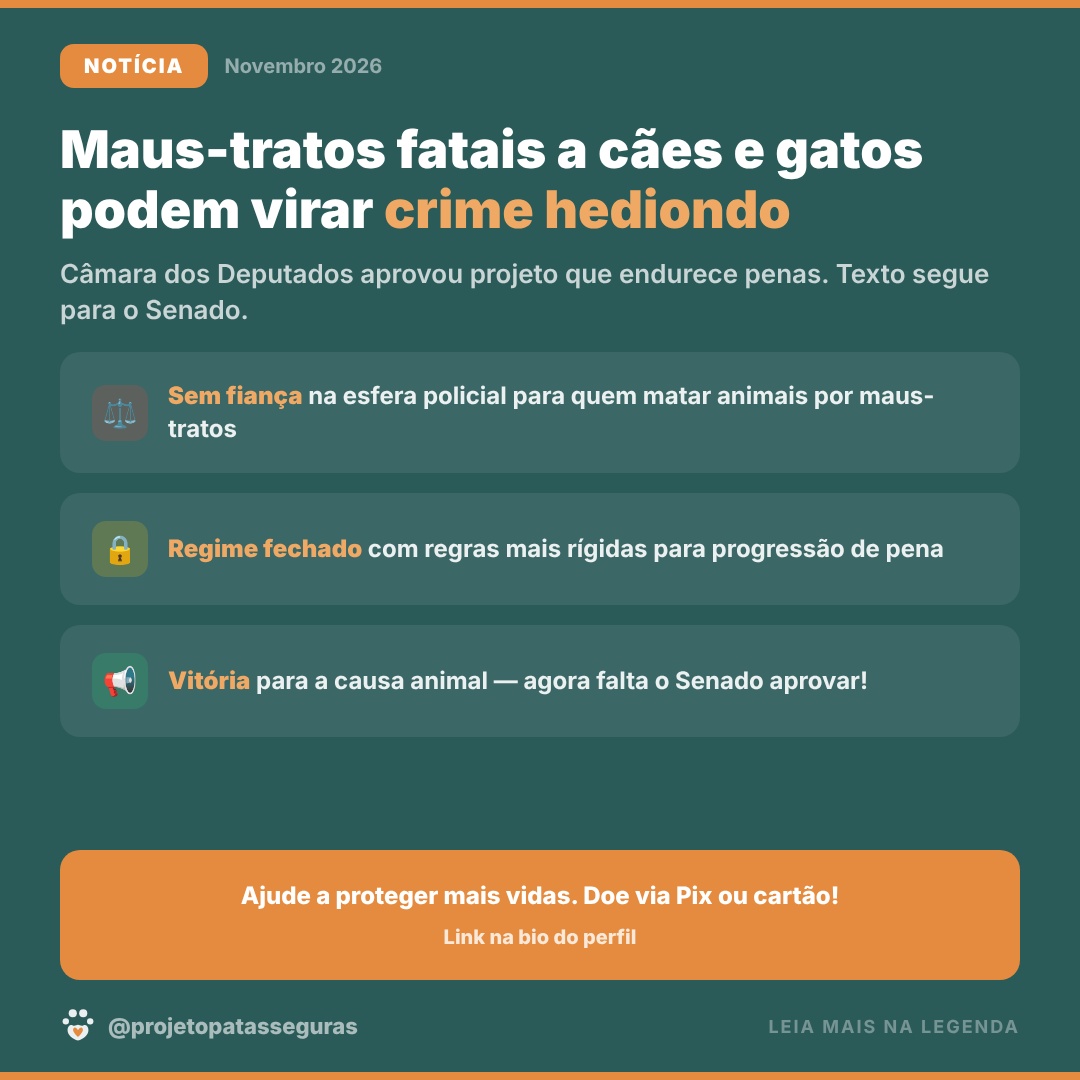 NOTÍCIA Novembro 2026
Maus-tratos fatais a cães e gatos
podem virar crime hediondo
Câmara dos Deputados aprovou projeto que endurece penas. Texto segue
para o Senado.
Sem fiança na esfera policial para quem matar animais por maus-
tratos
Regime fechado com regras mais rígidas para progressão de pena
Vitória para a causa animal — agora falta o Senado aprovar!
Ajude a proteger mais vidas. Doe via Pix ou cartão!
Link na bio do perfil
@projetopatasseguras
LEIA MAIS NA LEGENDA